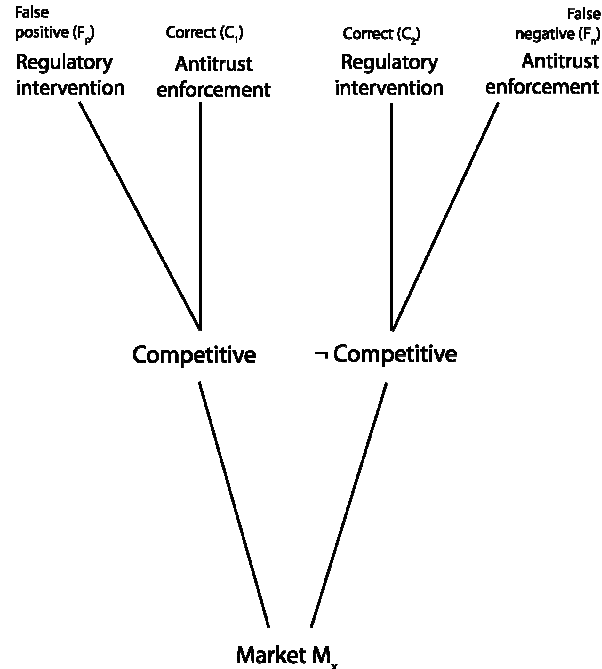 False
positive (Fₚ)
Regulatory
intervention
Correct (C₁)
Antitrust
enforcement
Correct (C₂)
Regulatory
intervention
False
negative (Fₙ)
Antitrust
enforcement
Competitive
¬ Competitive
Market Mₓ